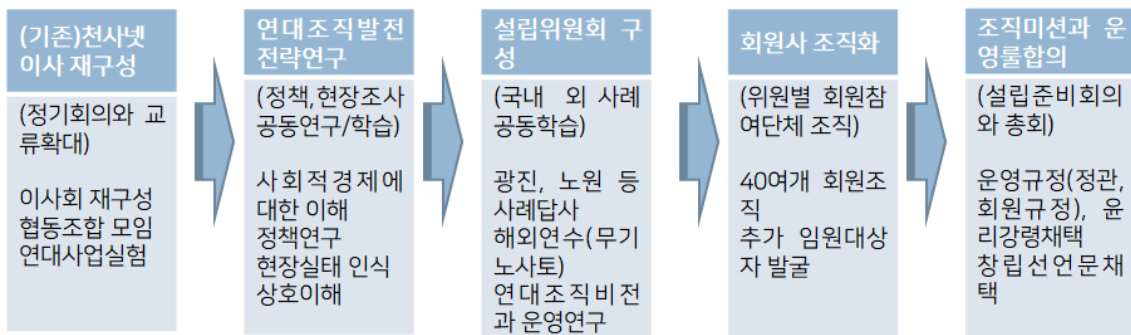 (기존)천사넷
이사 재구성
(정기회의와 교
류확대)
이사회 재구성
협동조합 모임
연대사업실험
연대조직발전
전략연구
(정책,현장조사
공동연구/학습)
사회적경제에
대한 이해
정책연구
현장실태 인식
상호이해
설립위원회 구
성
(국내 외 사례
공동학습)
광진, 노원 등
사례답사
해외연수(무기
노사토)
연대조직비전
과 운영연구
회원사 조직화
(위원별 회원참
여단체 조직)
40여개 회원조
직
추가 임원대상
자 발굴
조직미션과 운
영룰합의
(설립준비회의
와 총회)
운영규정(정관,
회원규정), 윤
리강령채택
창립선언문채
택